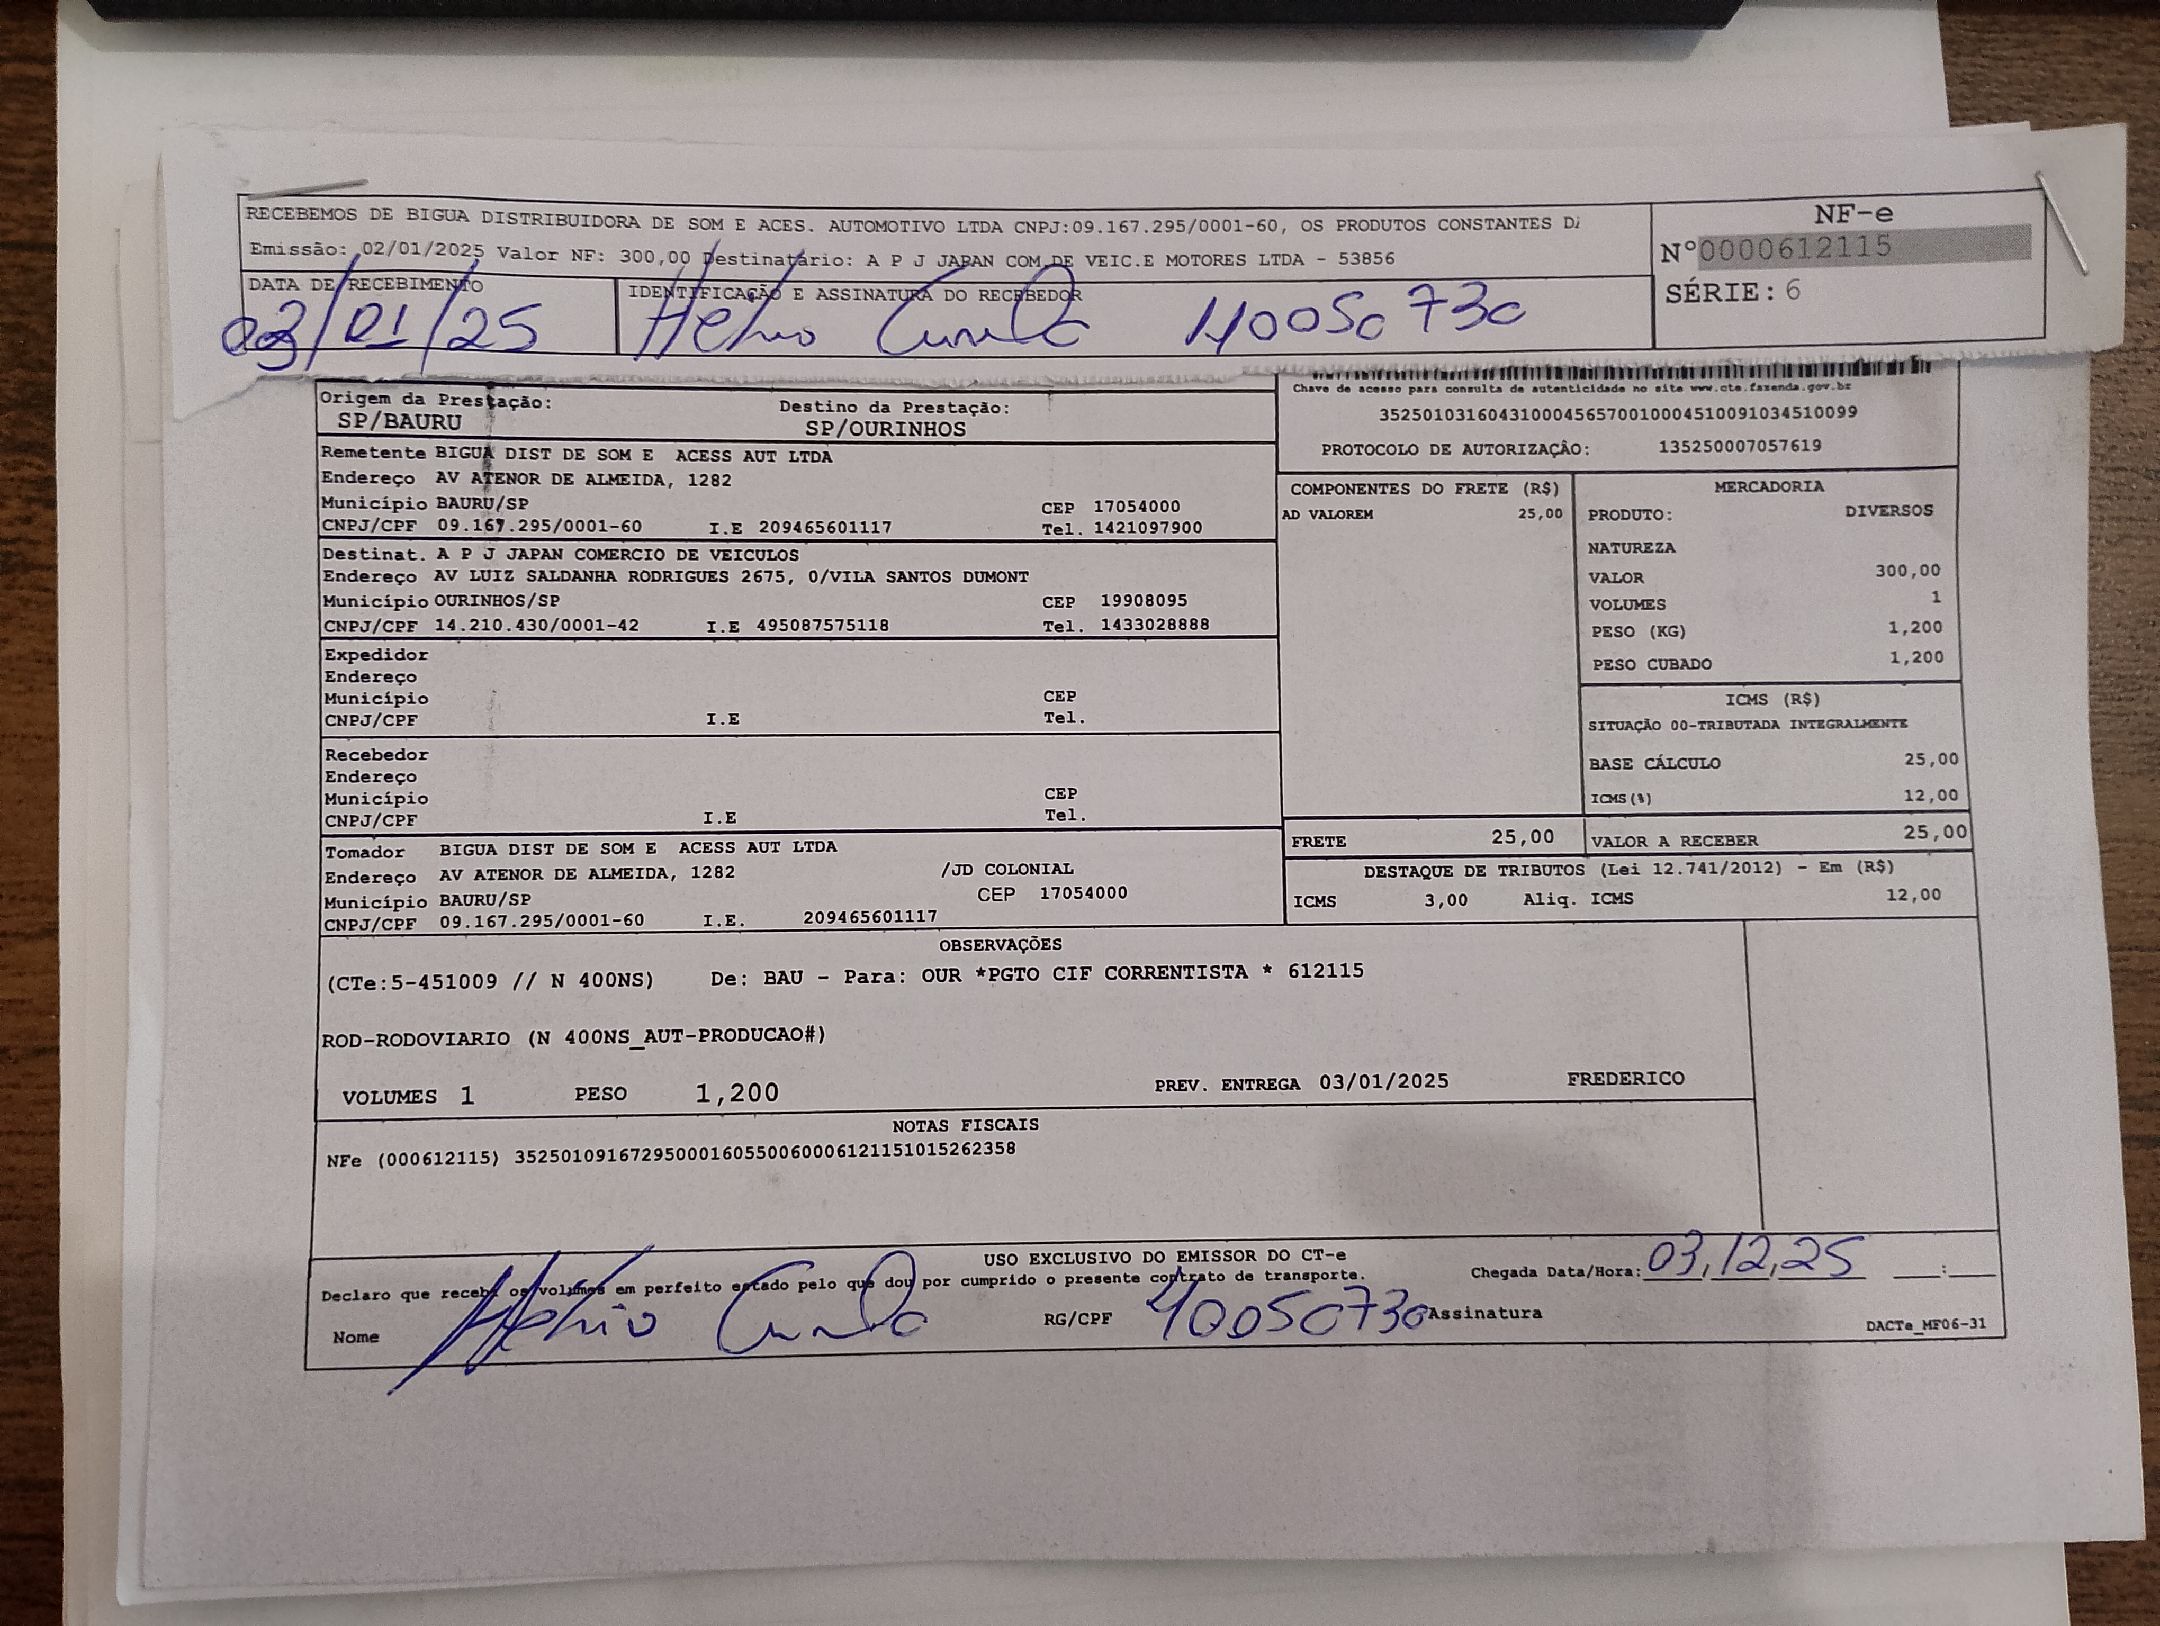 RECEBEMOS DE BIGUA DISTRIBUIDORA DE SOM E ACES. AUTOMOTIVO LTDA CNPJ:09.167.295/0001-60, OS PRODUTOS CONSTANTES
Emissão: 02/01/2025 Valor NF: 300,00 Destinatário: A P J JAPAN COM.DE VEIC.E MOTORES LTDA - 53856
NF-e
Nº0000612115
SÉRIE: 6
DATA DE RECEBIMENTO
03/01/25
IDENTIFICAÇÃO E ASSINATURA DO RECEBEDOR
40050730
Chave de acesso para consulta de autenticidade no site www.cte.fazenda.gov.br
35250103160431000456570010004510091034510099
PROTOCOLO DE AUTORIZAÇÃO: 135250007057619
Origem da Prestação:
SP/BAURU
Destino da Prestação:
SP/OURINHOS
Remetente BIGUA DIST DE SOM E ACESS AUT LTDA
Endereço AV ATENOR DE ALMEIDA, 1282
Município BAURU/SP CEP 17054000
CNPJ/CPF 09.167.295/0001-60 I.E 209465601117 Tel. 1421097900
Destinat. A P J JAPAN COMERCIO DE VEICULOS
Endereço AV LUIZ SALDANHA RODRIGUES 2675, 0/VILA SANTOS DUMONT
Município OURINHOS/SP CEP 19908095
CNPJ/CPF 14.210.430/0001-42 I.E 495087575118 Tel. 1433028888
Expedidor
Endereço
Município CEP
CNPJ/CPF I.E Tel.
Recebedor
Endereço
Município CEP
CNPJ/CPF I.E Tel.
Tomador BIGUA DIST DE SOM E ACESS AUT LTDA
Endereço AV ATENOR DE ALMEIDA, 1282 /JD COLONIAL
Município BAURU/SP CEP 17054000
CNPJ/CPF 09.167.295/0001-60 I.E. 209465601117
COMPONENTES DO FRETE (R$)
AD VALOREM 25,00
MERCADORIA
PRODUTO: DIVERSOS
NATUREZA
VALOR 300,00
VOLUMES 1
PESO (KG) 1,200
PESO CUBADO 1,200
ICMS (R$)
SITUAÇÃO 00-TRIBUTADA INTEGRALMENTE
BASE CÁLCULO 25,00
ICMS(%) 12,00
FRETE 25,00
VALOR A RECEBER 25,00
DESTAQUE DE TRIBUTOS (Lei 12.741/2012) - Em (R$)
ICMS 3,00 Aliq. ICMS 12,00
OBSERVAÇÕES
(CTe:5-451009 // N 400NS) De: BAU - Para: OUR *PGTO CIF CORRENTISTA * 612115
ROD-RODOVIARIO (N 400NS_AUT-PRODUCAO#)
VOLUMES 1 PESO 1,200 PREV. ENTREGA 03/01/2025 FREDERICO
NOTAS FISCAIS
NFe (000612115) 35250109167295000160550060006121151015262358
USO EXCLUSIVO DO EMISSOR DO CT-e
Declaro que recebi os volumes em perfeito estado pelo que dou por cumprido o presente contrato de transporte.
Chegada Data/Hora: 03,12,25 __:__
Nome
RG/CPF 40050730 Assinatura
DACTe_MF06-31